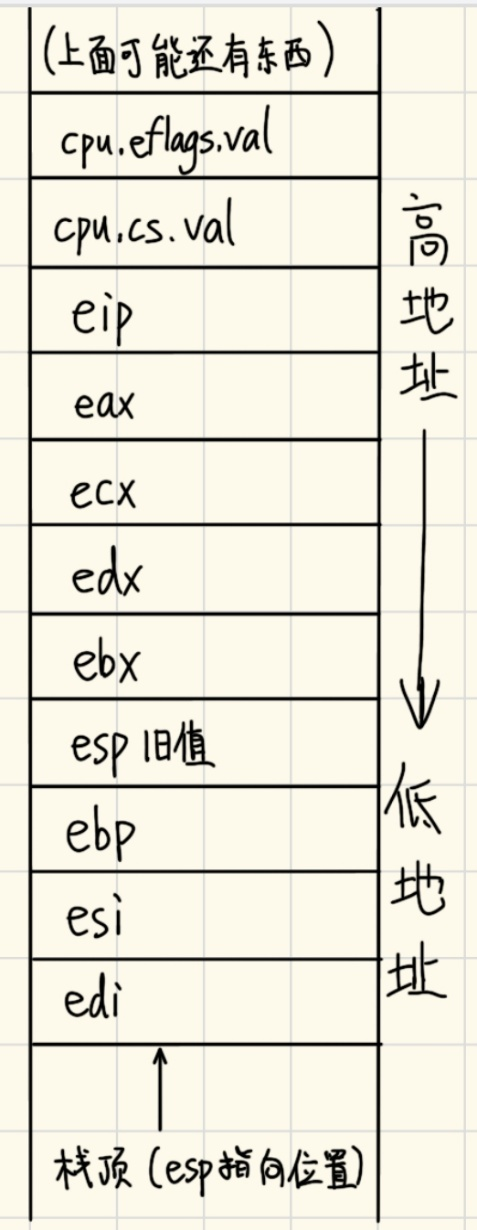 (上面可能还有东西)
cpu.eflags.val
cpu.cs.val
eip
eax
ecx
edx
ebx
esp 旧值
ebp
esi
edi
栈顶 (esp指向位置)
高地址
低地址